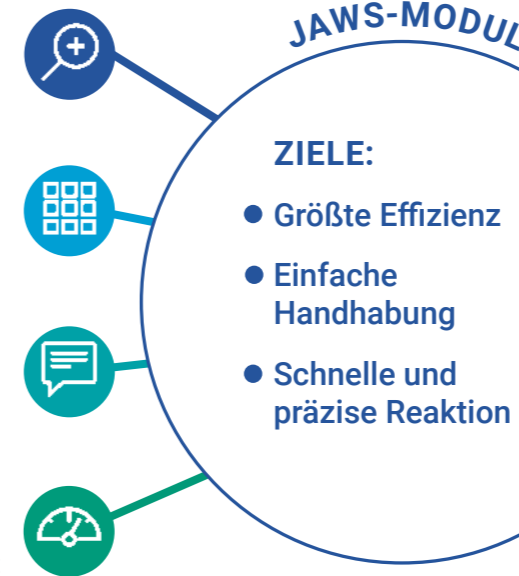 JAWS-MODUL
ZIELE:
● Größte Effizienz
● Einfache
Handhabung
● Schnelle und
präzise Reaktion